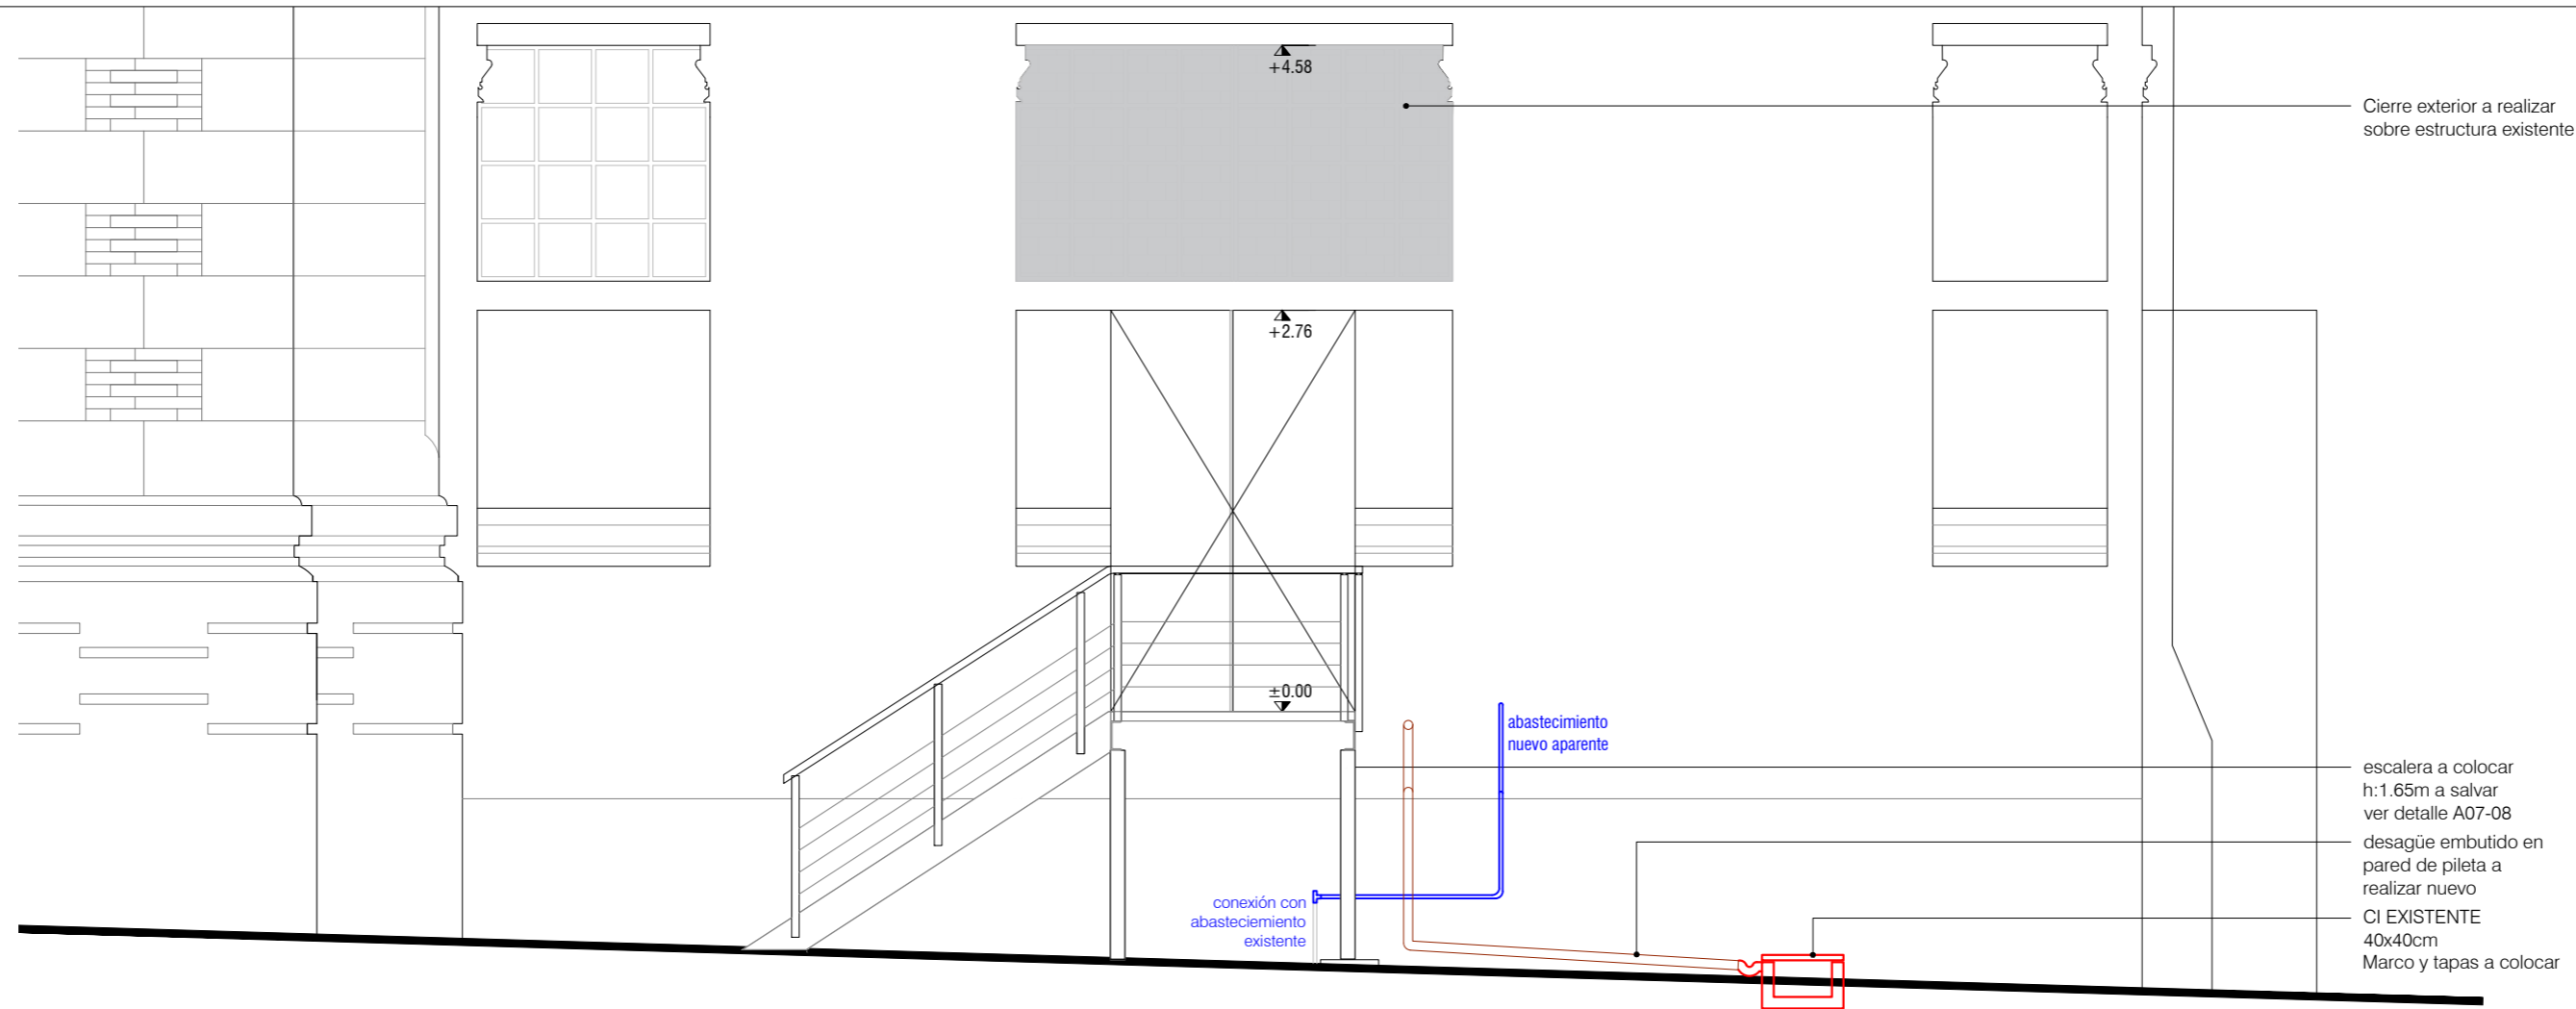 +4.58
Cierre exterior a realizar
sobre estructura existente
+2.76
±0.00
abastecimiento
nuevo aparente
escalera a colocar
h:1.65m a salvar
ver detalle A07-08
desagüe embutido en
pared de pileta a
realizar nuevo
conexión con
abasteciemiento
existente
CI EXISTENTE
40x40cm
Marco y tapas a colocar